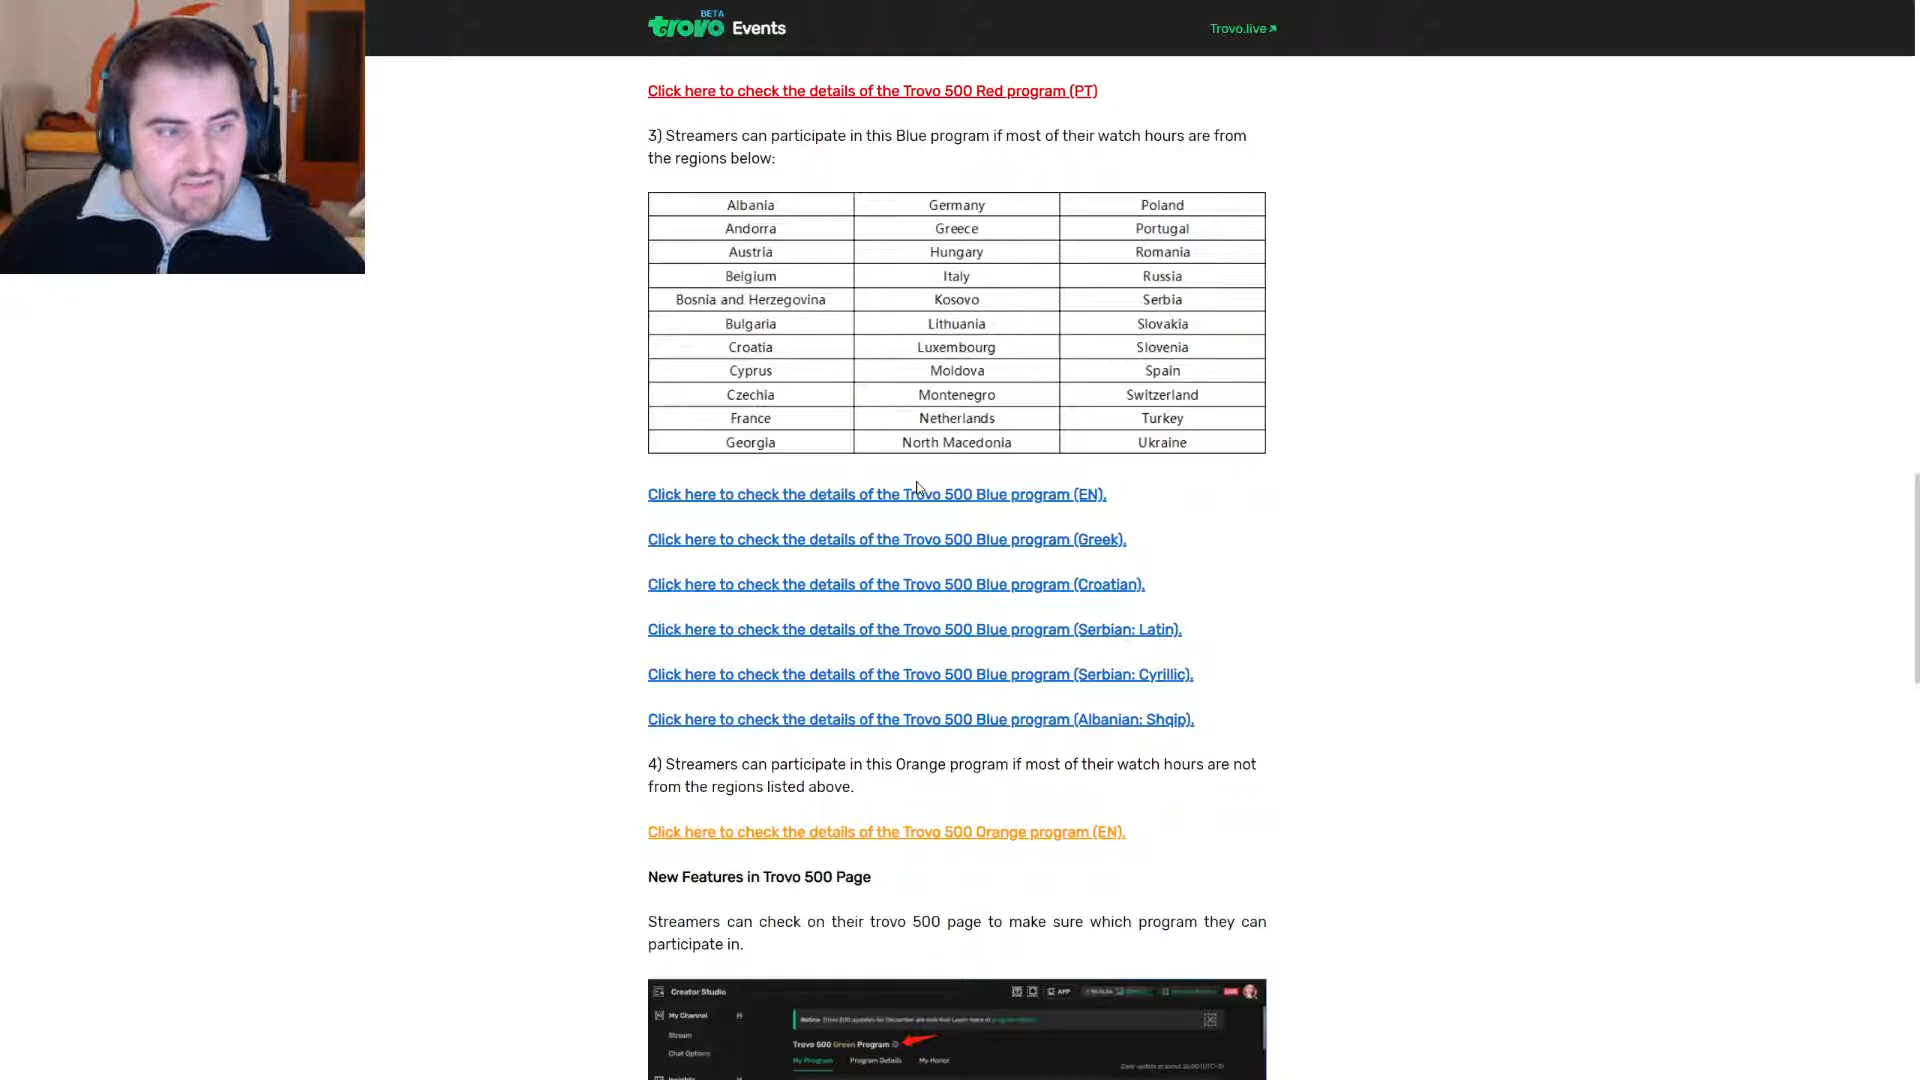 trovo BETA Events
Trovo.live
Click here to check the details of the Trovo 500 Red program (PT)
3) Streamers can participate in this Blue program if most of their watch hours are from
the regions below:
Albania Germany Poland
Andorra Greece Portugal
Austria Hungary Romania
Belgium Italy Russia
Bosnia and Herzegovina Kosovo Serbia
Bulgaria Lithuania Slovakia
Croatia Luxembourg Slovenia
Cyprus Moldova Spain
Czechia Montenegro Switzerland
France Netherlands Turkey
Georgia North Macedonia Ukraine
Click here to check the details of the Trovo 500 Blue program (EN).
Click here to check the details of the Trovo 500 Blue program (Greek).
Click here to check the details of the Trovo 500 Blue program (Croatian).
Click here to check the details of the Trovo 500 Blue program (Serbian: Latin).
Click here to check the details of the Trovo 500 Blue program (Serbian: Cyrillic).
Click here to check the details of the Trovo 500 Blue program (Albanian: Shqip).
4) Streamers can participate in this Orange program if most of their watch hours are not
from the regions listed above.
Click here to check the details of the Trovo 500 Orange program (EN).
New Features in Trovo 500 Page
Streamers can check on their trovo 500 page to make sure which program they can
participate in.
Creator Studio
APP
LIVE
My Channel
Stream
Chat Options
Notice
Trovo 500 Green Program
My Program Program Details My Honor